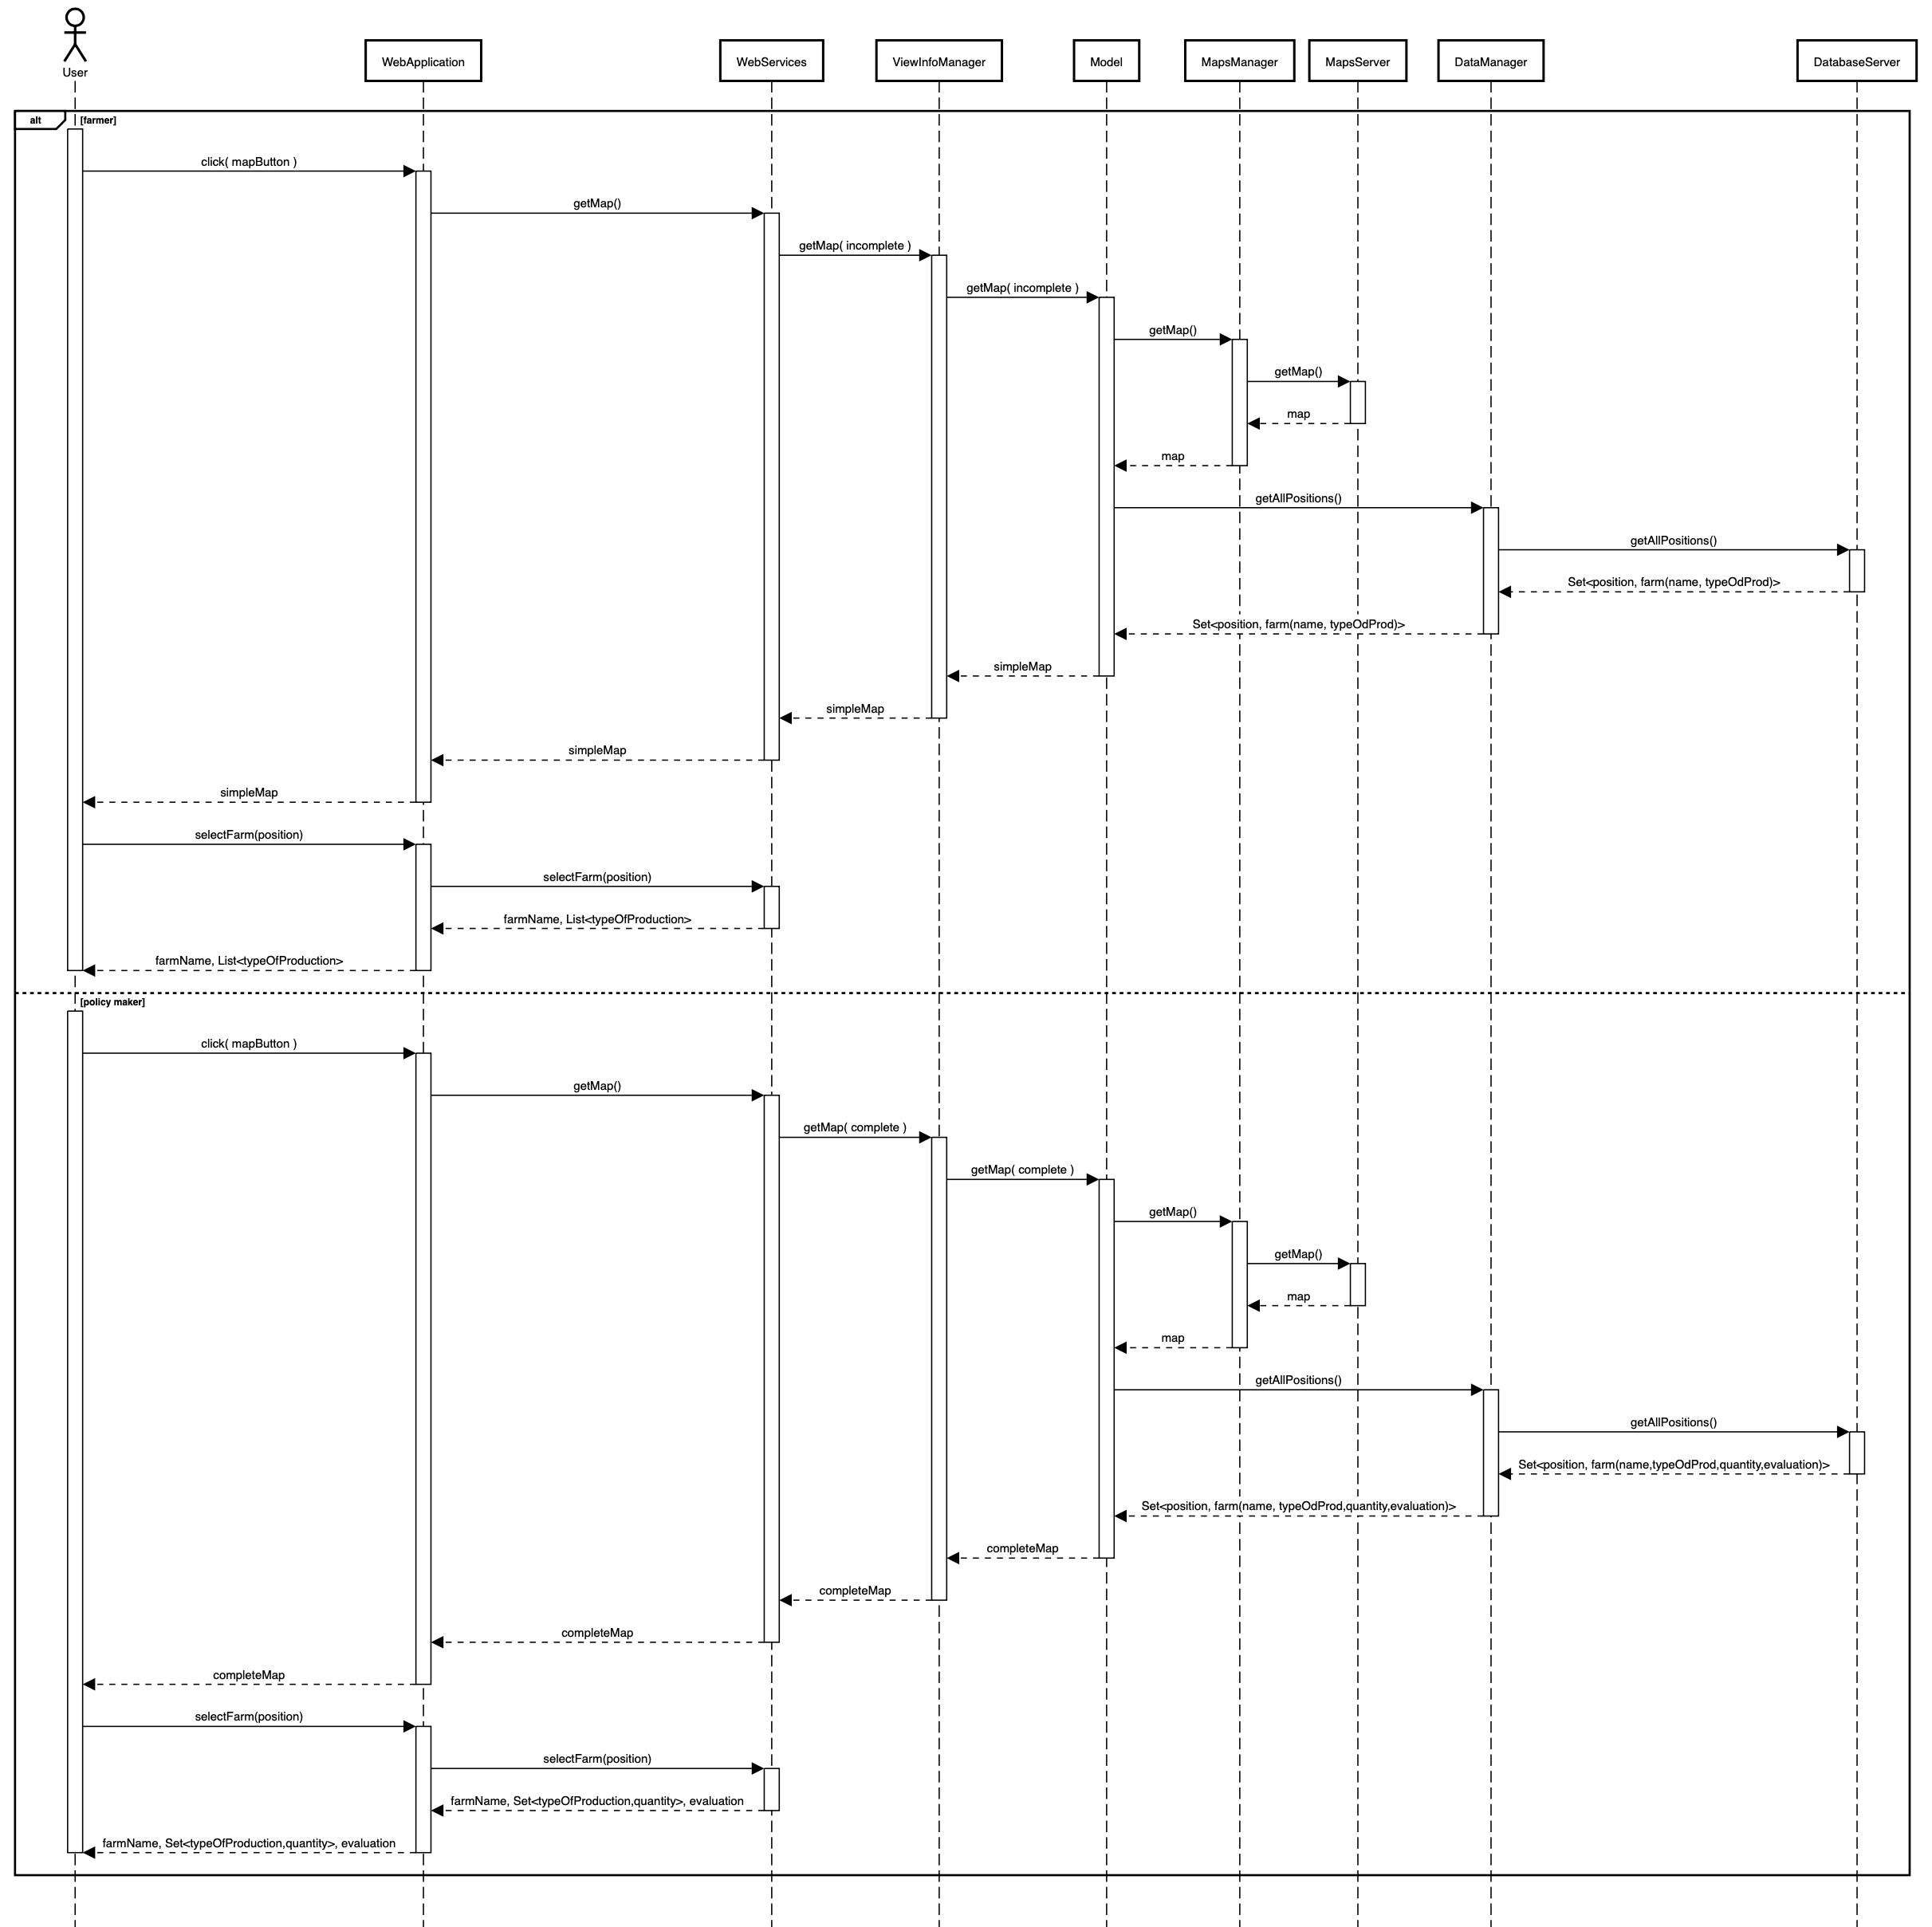 User
WebApplication
WebServices
ViewInfoManager
Model
MapsManager
MapsServer
DataManager
DatabaseServer
alt
[farmer]
click( mapButton )
getMap()
getMap( incomplete )
getMap( incomplete )
getMap()
getMap()
map
map
getAllPositions()
getAllPositions()
Set<position, farm(name, typeOdProd)>
Set<position, farm(name, typeOdProd)>
simpleMap
simpleMap
simpleMap
simpleMap
selectFarm(position)
selectFarm(position)
farmName, List<typeOfProduction>
farmName, List<typeOfProduction>
[policy maker]
click( mapButton )
getMap()
getMap( complete )
getMap( complete )
getMap()
getMap()
map
map
getAllPositions()
getAllPositions()
Set<position, farm(name,typeOdProd,quantity,evaluation)>
Set<position, farm(name, typeOdProd,quantity,evaluation)>
completeMap
completeMap
completeMap
completeMap
selectFarm(position)
selectFarm(position)
farmName, Set<typeOfProduction,quantity>, evaluation
farmName, Set<typeOfProduction,quantity>, evaluation